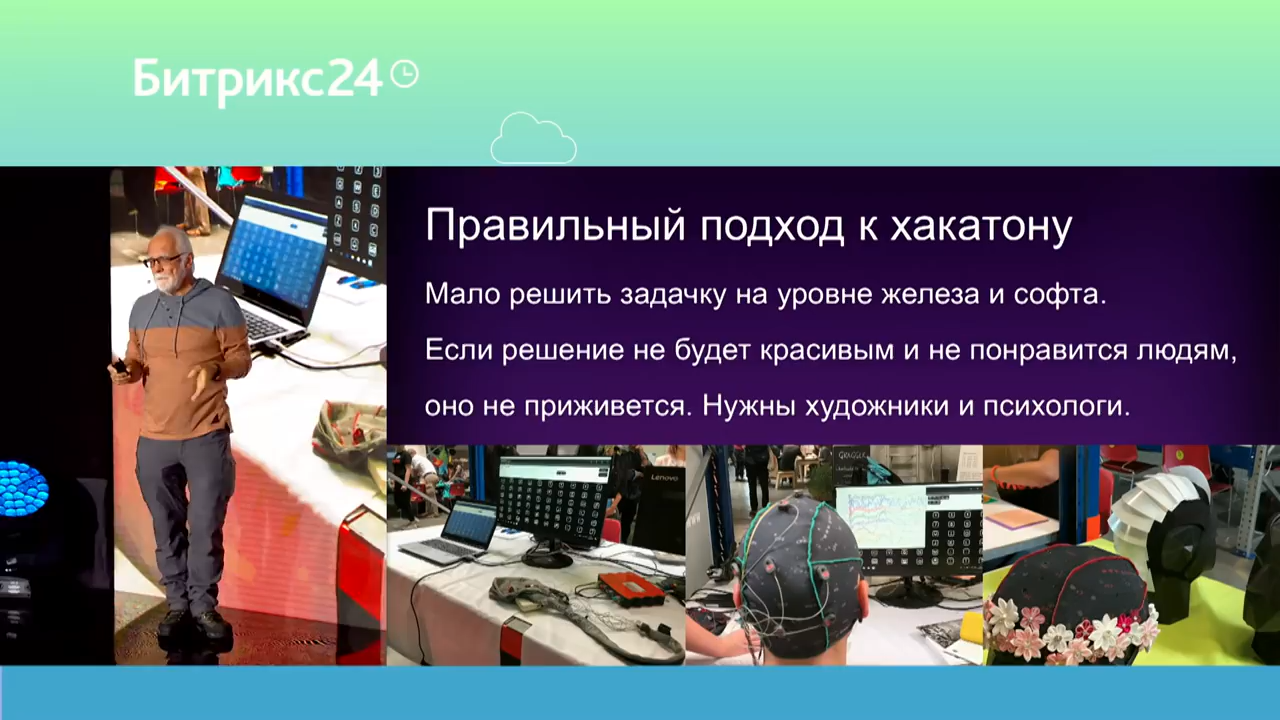 Битрикс24
Правильный подход к хакатону
Мало решить задачку на уровне железа и софта.
Если решение не будет красивым и не понравится людям,
оно не приживется. Нужны художники и психологи.
Lenovo